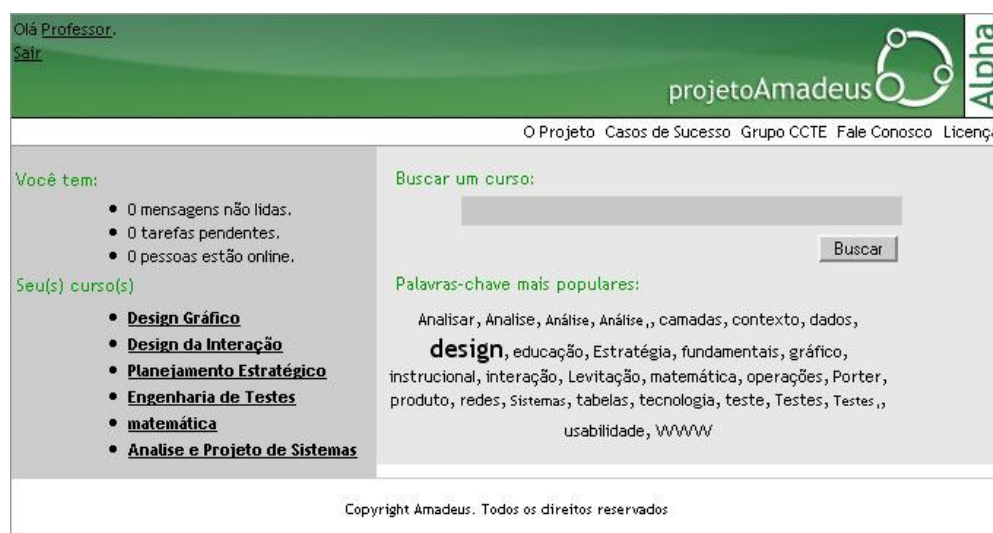 Olá Professor.
Sair
projetoAmadeus
Alpha
O Projeto Casos de Sucesso Grupo CCTE Fale Conosco Licenç
Você tem:
0 mensagens não lidas.
0 tarefas pendentes.
0 pessoas estão online.
Seu(s) curso(s)
Design Gráfico
Design da Interação
Planejamento Estratégico
Engenharia de Testes
matemática
Analise e Projeto de Sistemas
Buscar um curso:
Buscar
Palavras-chave mais populares:
Analisar, Analise, Análise, Análise,, camadas, contexto, dados,
design, educação, Estratégia, fundamentais, gráfico,
instrucional, interação, Levitação, matemática, operações, Porter,
produto, redes, Sistemas, tabelas, tecnologia, teste, Testes, Testes,,
usabilidade, WWW
Copyright Amadeus. Todos os direitos reservados